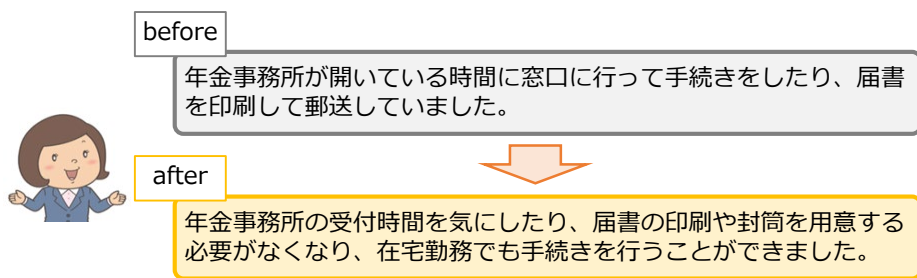 before
年金事務所が開いている時間に窓口に行って手続きをしたり、届書
を印刷して郵送していました。
after
年金事務所の受付時間を気にしたり、届書の印刷や封筒を用意する
必要がなくなり、在宅勤務でも手続きを行うことができました。